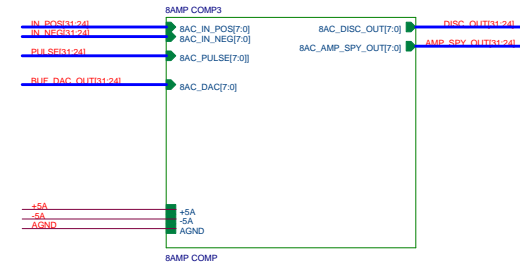 8AMP COMP3
IN_POS[31:24]
IN_NEG[31:24]
PULSE[31:24]
BUF_DAC_OUT[31:24]
8AC_IN_POS[7:0]
8AC_IN_NEG[7:0]
8AC_PULSE[7:0]]
8AC_DAC[7:0]
8AC_DISC_OUT[7:0]
8AC_AMP_SPY_OUT[7:0]
DISC_OUT[31:24]
AMP_SPY_OUT[31:24]
+5A
-5A
AGND
+5A
-5A
AGND
8AMP COMP